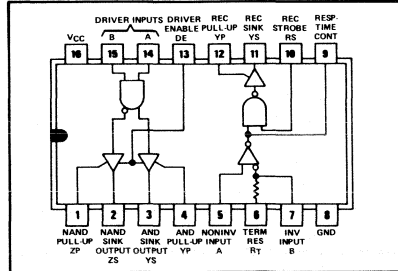 DRIVER INPUTS DRIVER REC REC REC RESP-
ENABLE PULL-UP SINK STROBE TIME
VCC B A DE YP YS RS CONT
16 15 14 13 12 11 10 9
1 2 3 4 5 6 7 8
NAND NAND AND AND NONINV TERM INV GND
PULL-UP SINK SINK PULL-UP INPUT RES INPUT
ZP OUTPUT OUTPUT YP A RT B
ZS YS